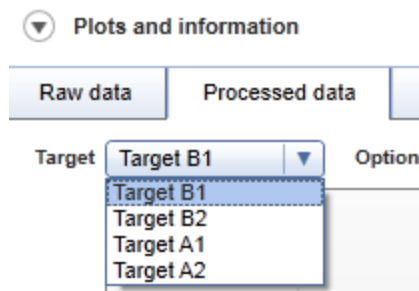 Plots and information
Raw data Processed data
Target Target B1 Option
Target B1
Target B2
Target A1
Target A2